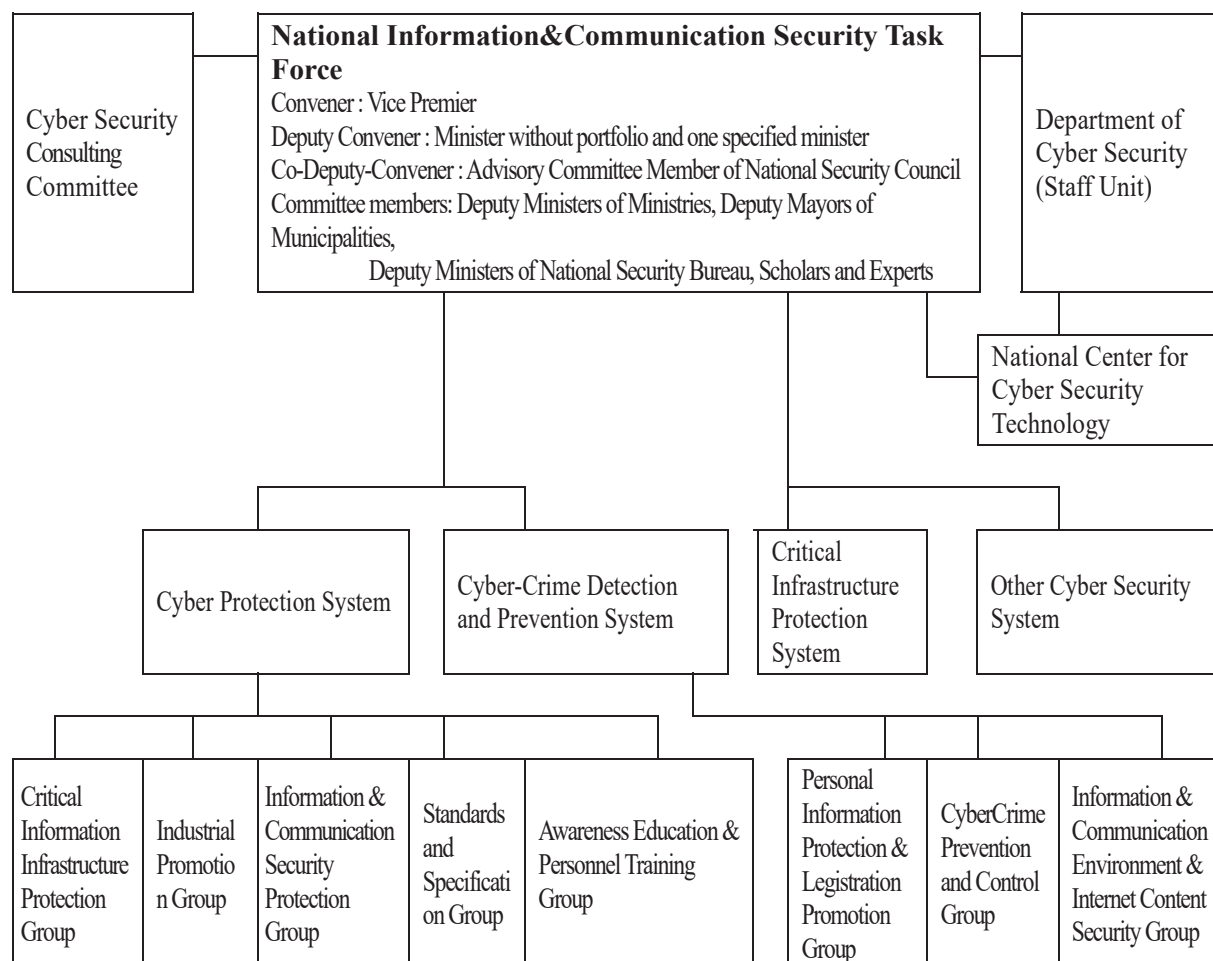 Cyber Security
Consulting
Committee
National Information&Communication Security Task
Force
Convener : Vice Premier
Deputy Convener : Minister without portfolio and one specified minister
Co-Deputy-Convener : Advisory Committee Member of National Security Council
Committee members: Deputy Ministers of Ministries, Deputy Mayors of
Municipalities,
Deputy Ministers of National Security Bureau, Scholars and Experts
Department of
Cyber Security
(Staff Unit)
National Center for
Cyber Security
Technology
Cyber Protection System
Cyber-Crime Detection
and Prevention System
Critical
Infrastructure
Protection
System
Other Cyber Security
System
Critical
Information
Infrastructure
Protection
Group
Industrial
Promotio
n Group
Information &
Communication
Security
Protection
Group
Standards
and
Specificati
on Group
Awareness Education &
Personnel Training
Group
Personal
Information
Protection &
Legistration
Promotion
Group
CyberCrime
Prevention
and Control
Group
Information &
Communication
Environment &
Internet Content
Security Group